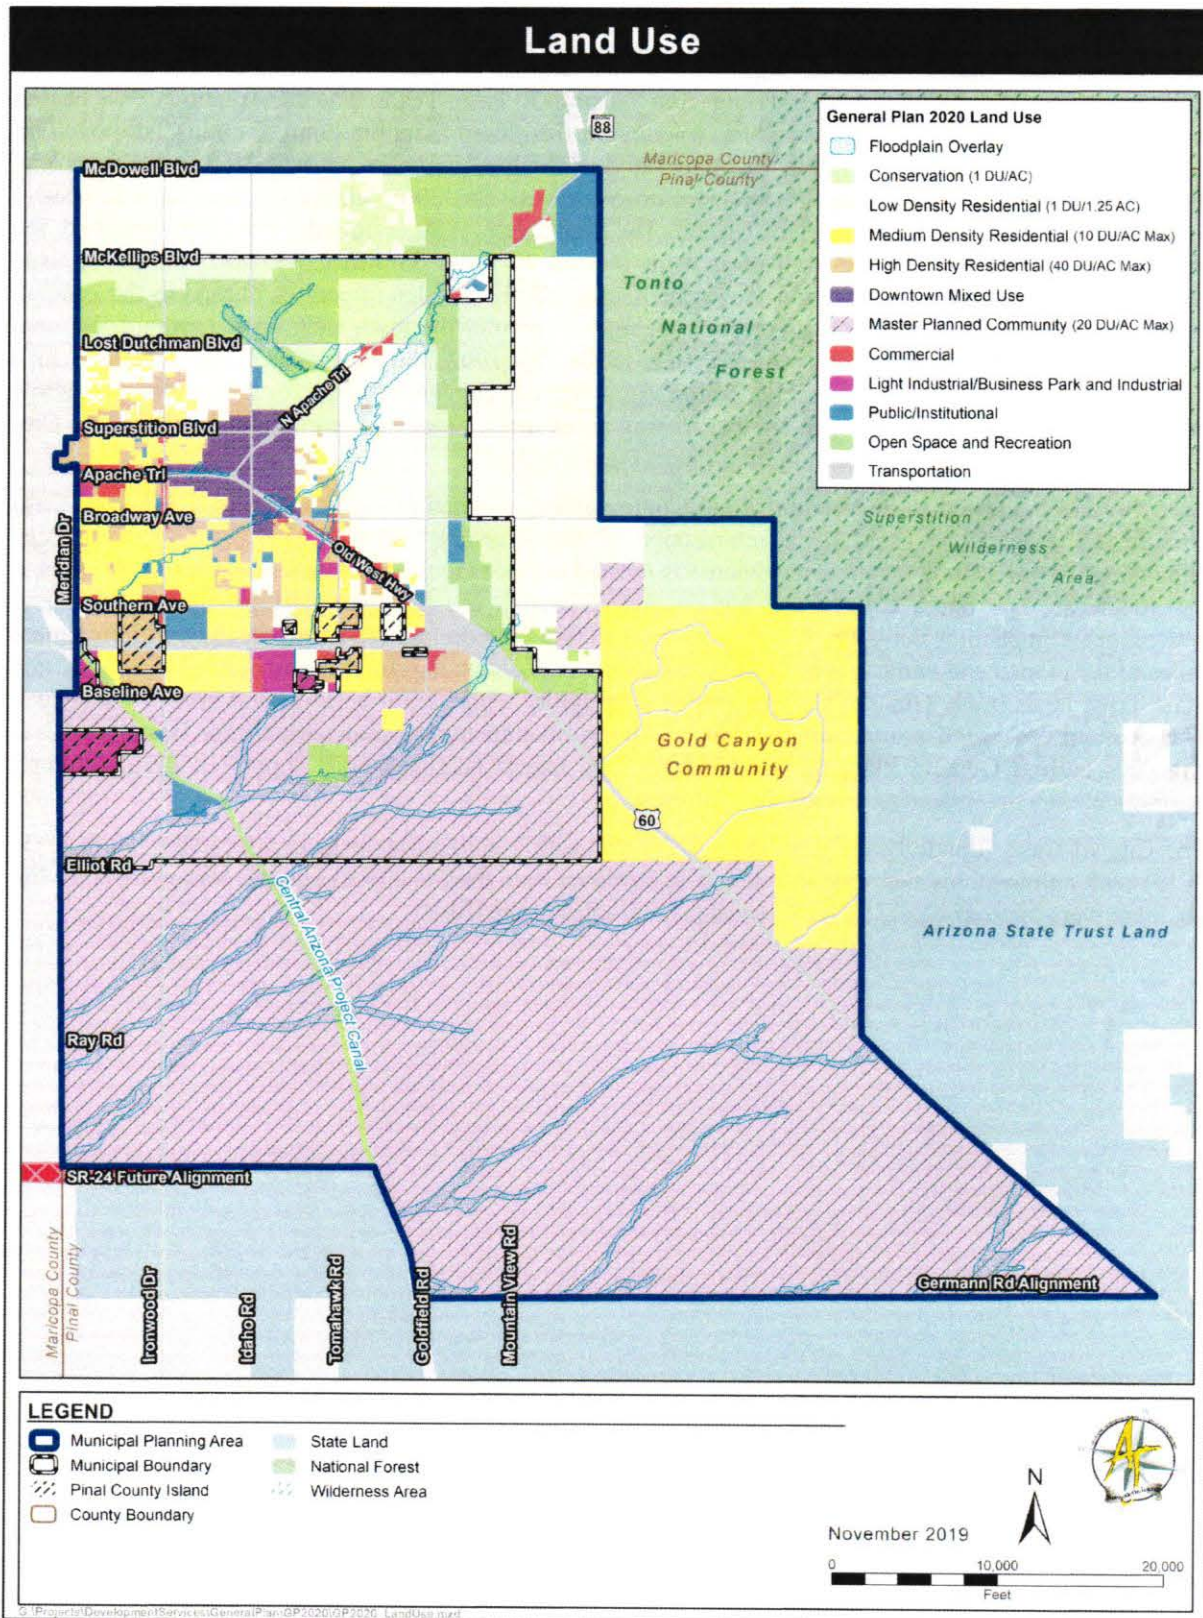 Land Use
88
Maricopa County
Pinal County
General Plan 2020 Land Use
Floodplain Overlay
Conservation (1 DU/AC)
Low Density Residential (1 DU/1.25 AC)
Medium Density Residential (10 DU/AC Max)
High Density Residential (40 DU/AC Max)
Downtown Mixed Use
Master Planned Community (20 DU/AC Max)
Commercial
Light Industrial/Business Park and Industrial
Public/Institutional
Open Space and Recreation
Transportation
McDowell Blvd
McKellips Blvd
Lost Dutchman Blvd
N Apache Trl
Superstition Blvd
Apache Trl
Broadway Ave
Old West Hwy
Meridian Dr
Southern Ave
Baseline Ave
Tonto
National
Forest
Superstition
Wilderness
Area
Gold Canyon
Community
60
Elliot Rd
Central Arizona Project Canal
Arizona State Trust Land
Ray Rd
SR-24 Future Alignment
Maricopa County
Pinal County
Ironwood Dr
Idaho Rd
Tomahawk Rd
Goldfield Rd
Mountain View Rd
Germann Rd Alignment
LEGEND
Municipal Planning Area
Municipal Boundary
Pinal County Island
County Boundary
State Land
National Forest
Wilderness Area
N
November 2019
0 10,000 20,000
Feet
G:\Projects\DevelopmentServices\GeneralPlan\GP2020\GP2020_LandUse.mxd